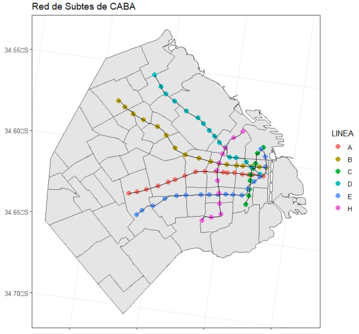 Red de Subtes de CABA
34.55°S
34.60°S
34.65°S
34.70°S
LINEA
A
B
C
D
E
H